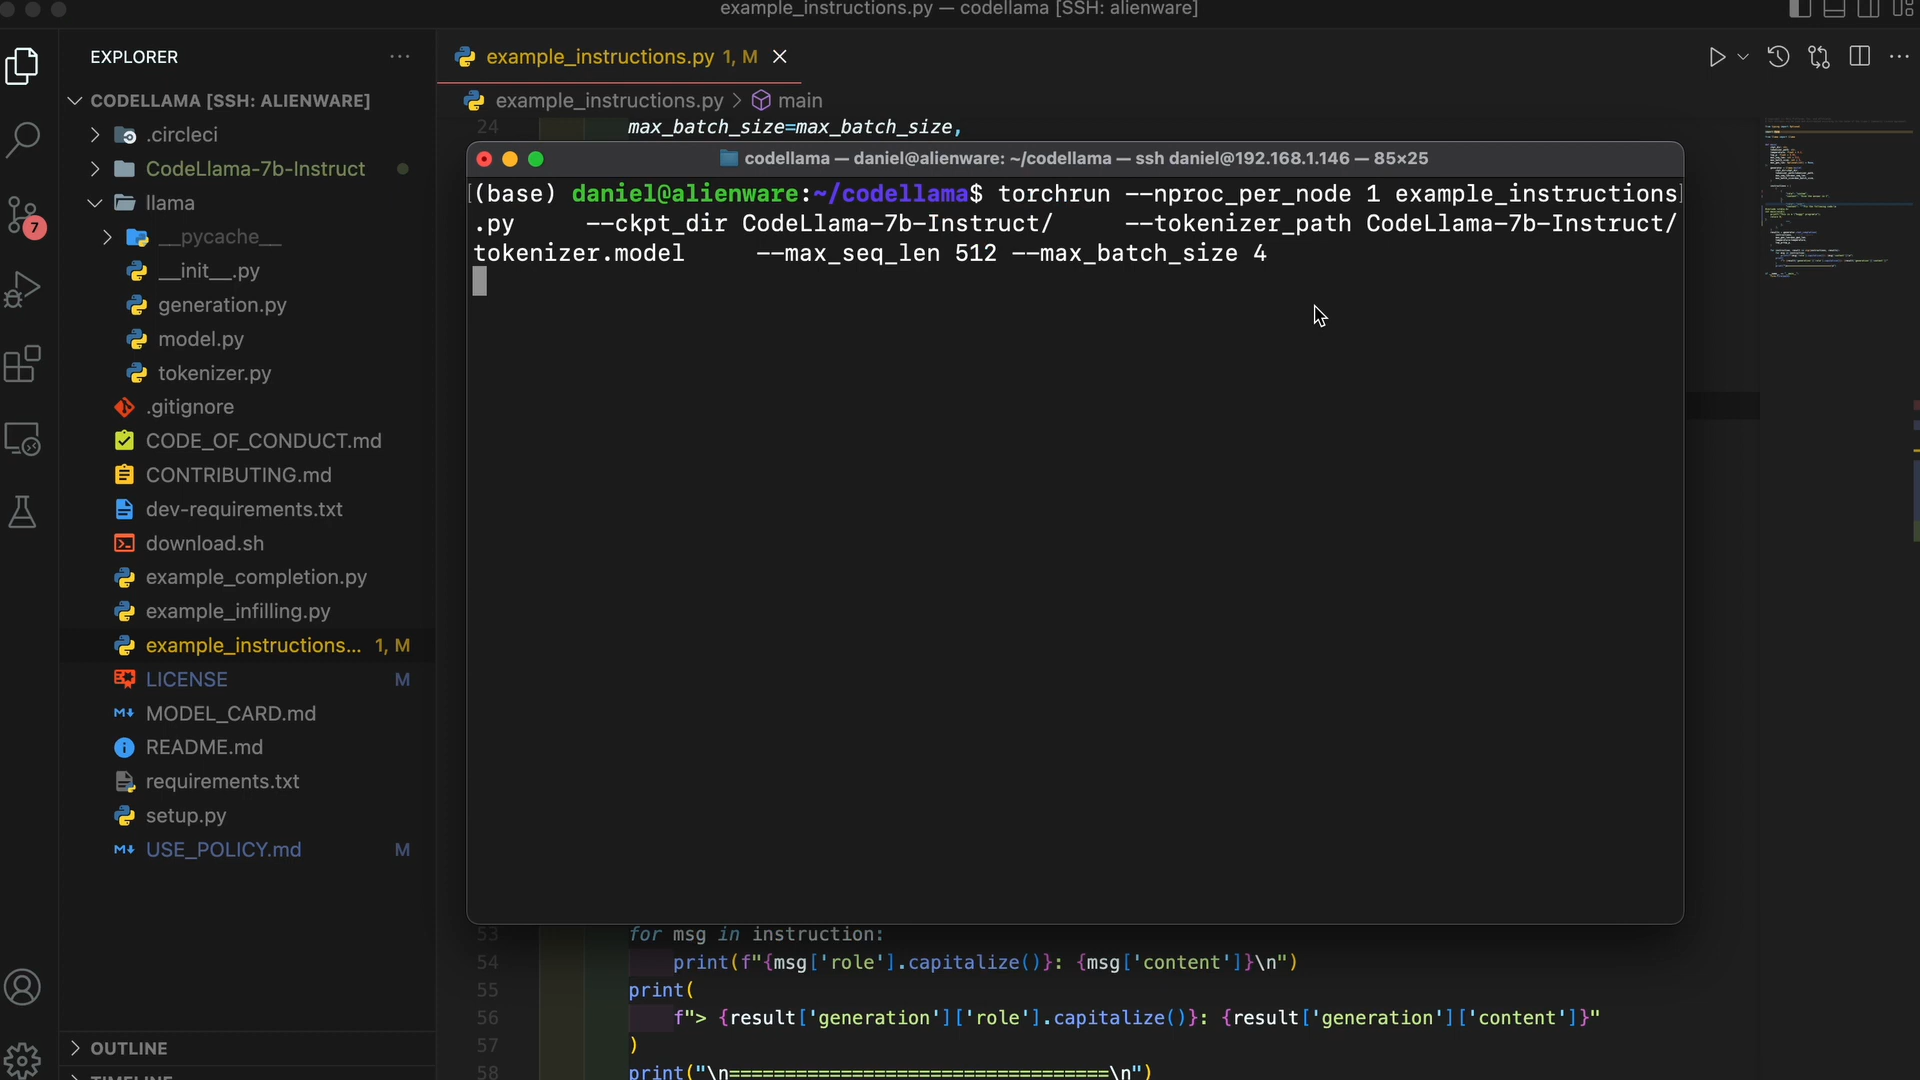 example_instructions.py — codellama [SSH: alienware]
EXPLORER
CODELLAMA [SSH: ALIENWARE]
.circleci
CodeLlama-7b-Instruct
llama
__pycache__
__init__.py
generation.py
model.py
tokenizer.py
.gitignore
CODE_OF_CONDUCT.md
CONTRIBUTING.md
dev-requirements.txt
download.sh
example_completion.py
example_infilling.py
example_instructions... 1, M
LICENSE M
MODEL_CARD.md
README.md
requirements.txt
setup.py
USE_POLICY.md M
OUTLINE
TIMELINE
7
example_instructions.py 1, M
example_instructions.py > main
24 max_batch_size=max_batch_size,
codellama — daniel@alienware: ~/codellama — ssh daniel@192.168.1.146 — 85×25
[(base) daniel@alienware:~/codellama$ torchrun --nproc_per_node 1 example_instructions]
.py --ckpt_dir CodeLlama-7b-Instruct/ --tokenizer_path CodeLlama-7b-Instruct/
tokenizer.model --max_seq_len 512 --max_batch_size 4
53 for msg in instruction:
54 print(f"{msg['role'].capitalize()}: {msg['content']}\n")
55 print(
56 f"> {result['generation']['role'].capitalize()}: {result['generation']['content']}"
57 )
58 print("\n==================================\n")